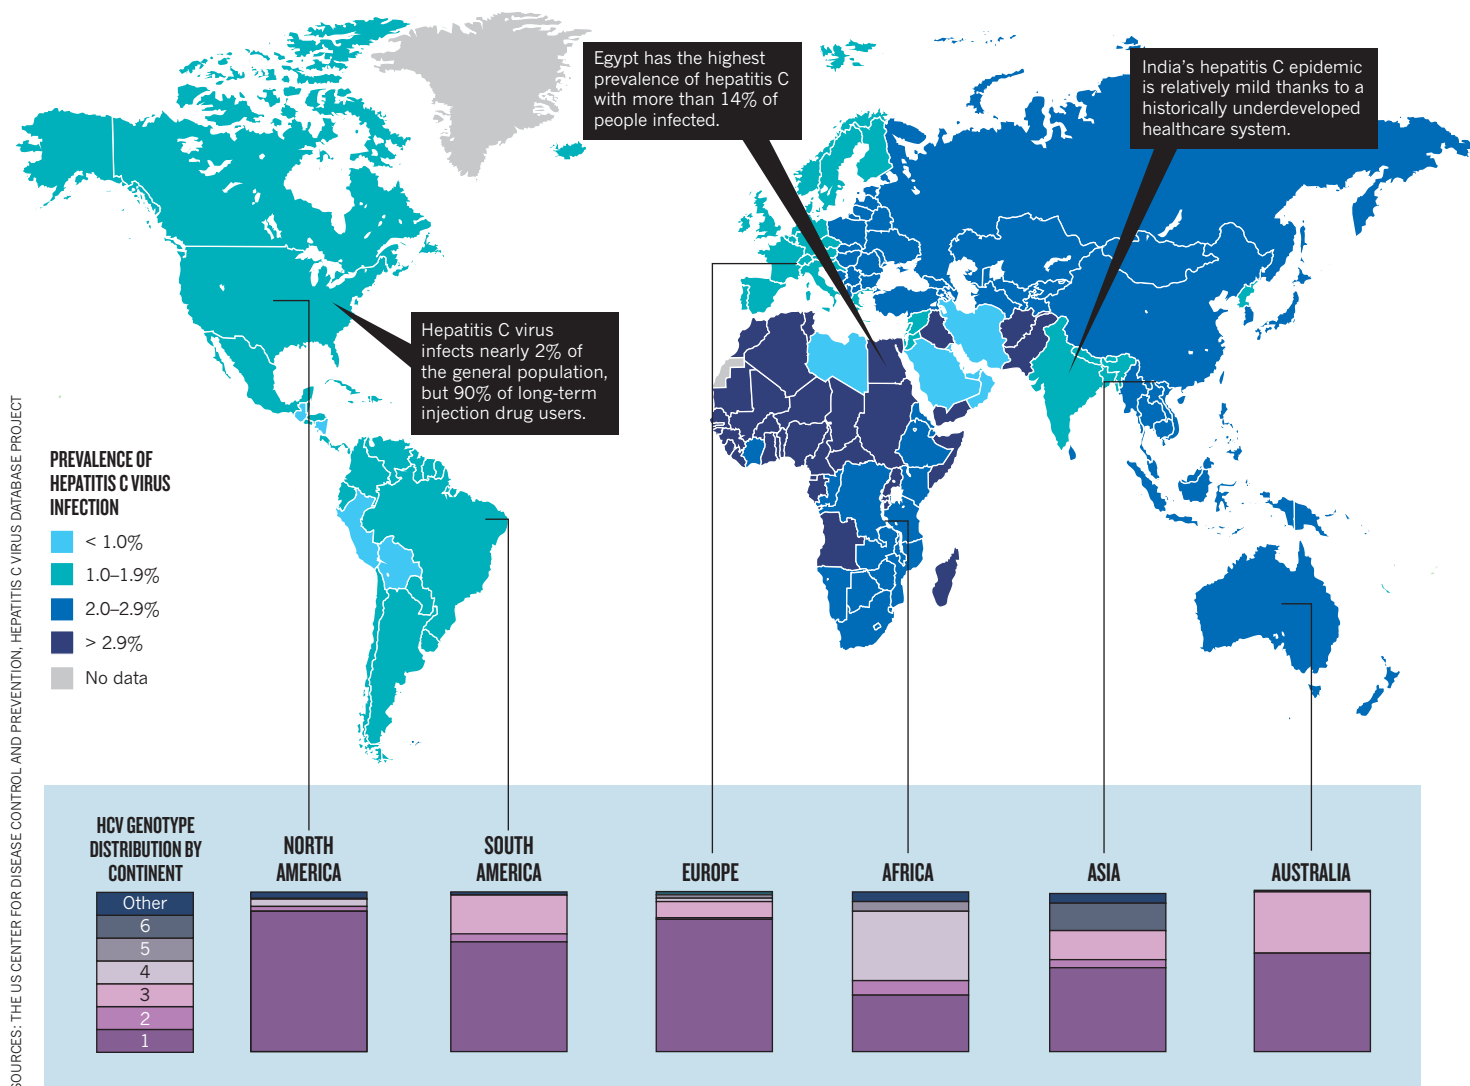 Egypt has the highest
prevalence of hepatitis C
with more than 14% of
people infected.
India’s hepatitis C epidemic
is relatively mild thanks to a
historically underdeveloped
healthcare system.
Hepatitis C virus
infects nearly 2% of
the general population,
but 90% of long-term
injection drug users.
PREVALENCE OF
HEPATITIS C VIRUS
INFECTION
< 1.0%
1.0–1.9%
2.0–2.9%
> 2.9%
No data
SOURCES: THE US CENTER FOR DISEASE CONTROL AND PREVENTION, HEPATITIS C VIRUS DATABASE PROJECT
HCV GENOTYPE
DISTRIBUTION BY
CONTINENT
Other
6
5
4
3
2
1
NORTH
AMERICA
SOUTH
AMERICA
EUROPE
AFRICA
ASIA
AUSTRALIA